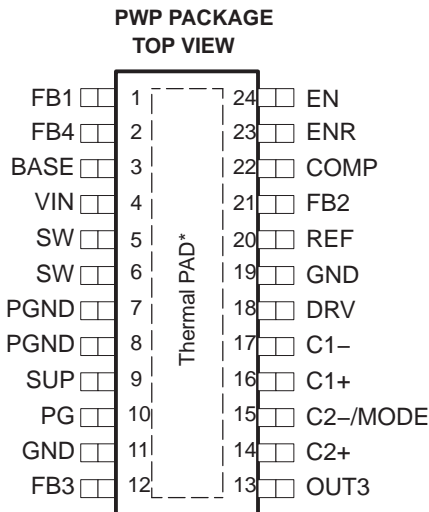 PWP PACKAGE
TOP VIEW
FB1 1 24 EN
FB4 2 23 ENR
BASE 3 22 COMP
VIN 4 21 FB2
SW 5 20 REF
SW 6 19 GND
PGND 7 18 DRV
PGND 8 17 C1−
SUP 9 16 C1+
PG 10 15 C2−/MODE
GND 11 14 C2+
FB3 12 13 OUT3
Thermal PAD*